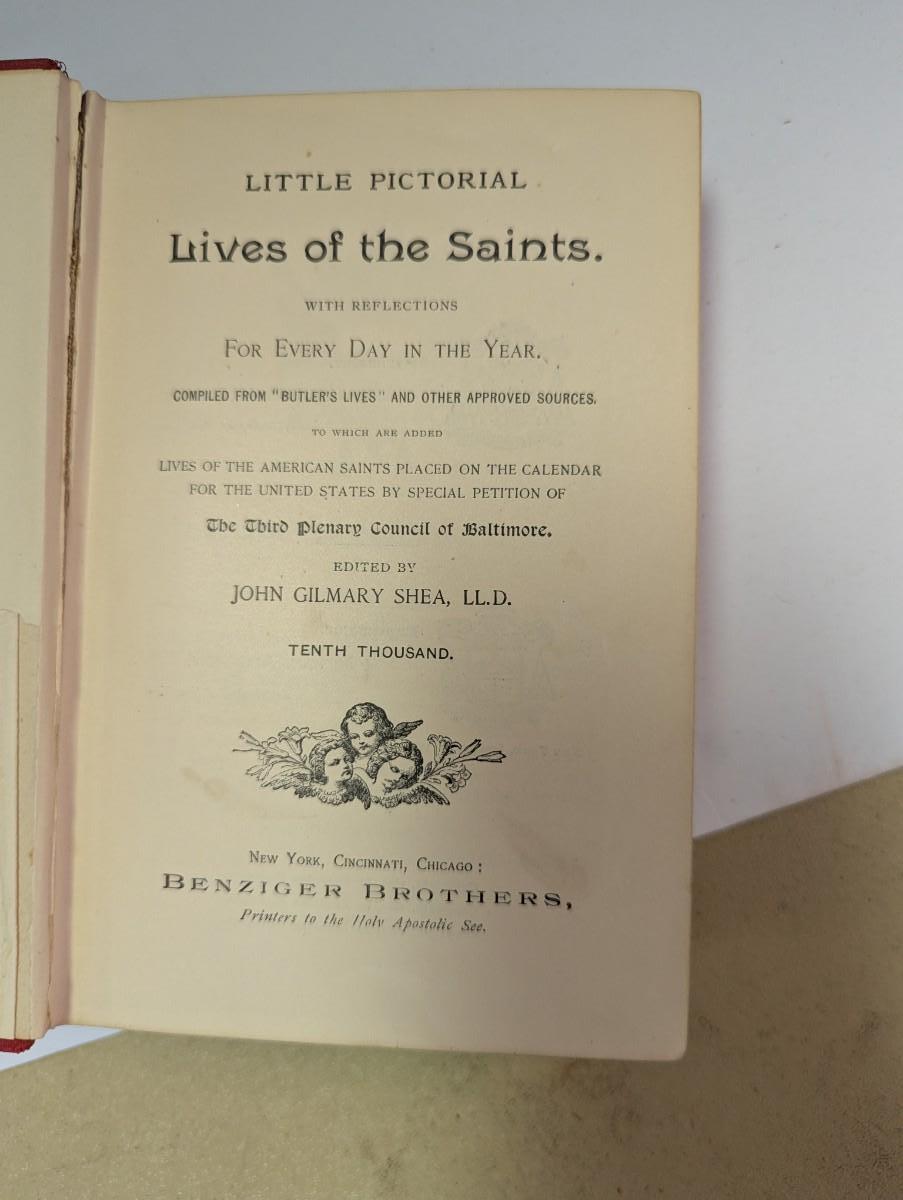 LITTLE PICTORIAL
Lives of the Saints.
WITH REFLECTIONS
FOR EVERY DAY IN THE YEAR.
COMPILED FROM "BUTLER'S LIVES" AND OTHER APPROVED SOURCES,
TO WHICH ARE ADDED
LIVES OF THE AMERICAN SAINTS PLACED ON THE CALENDAR
FOR THE UNITED STATES BY SPECIAL PETITION OF
The Third Plenary Council of Baltimore.
EDITED BY
JOHN GILMARY SHEA, LL.D.
TENTH THOUSAND.
NEW YORK, CINCINNATI, CHICAGO:
BENZIGER BROTHERS,
Printers to the Holy Apostolic See.